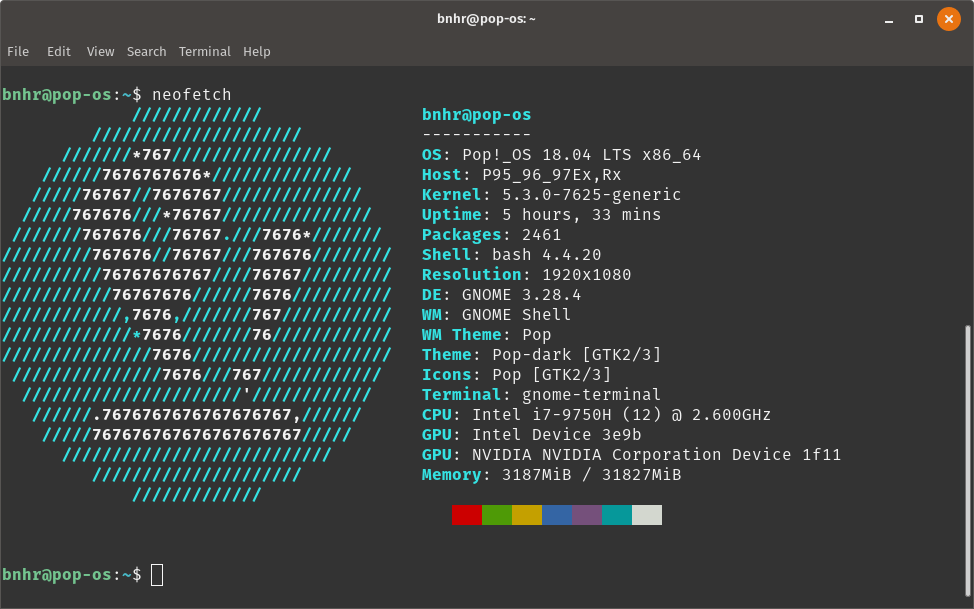 bnhr@pop-os: ~
File Edit View Search Terminal Help
bnhr@pop-os:~$ neofetch
             /////////////
         /////////////////////
      ///////*767////////////////
    //////7676767676*//////////////
   /////76767//7676767//////////////
  /////767676///*76767///////////////
 ///////767676///76767.///7676*///////
/////////767676//76767///767676////////
//////////76767676767////76767/////////
///////////76767676//////7676//////////
////////////,7676,///////767///////////
/////////////*7676///////76////////////
///////////////7676////////////////////
 ///////////////7676///767////////////
  //////////////////////'////////////
   //////.7676767676767676767,//////
    /////767676767676767676767/////
      ///////////////////////////
         /////////////////////
             /////////////
bnhr@pop-os
-----------
OS: Pop!_OS 18.04 LTS x86_64
Host: P95_96_97Ex,Rx
Kernel: 5.3.0-7625-generic
Uptime: 5 hours, 33 mins
Packages: 2461
Shell: bash 4.4.20
Resolution: 1920x1080
DE: GNOME 3.28.4
WM: GNOME Shell
WM Theme: Pop
Theme: Pop-dark [GTK2/3]
Icons: Pop [GTK2/3]
Terminal: gnome-terminal
CPU: Intel i7-9750H (12) @ 2.600GHz
GPU: Intel Device 3e9b
GPU: NVIDIA NVIDIA Corporation Device 1f11
Memory: 3187MiB / 31827MiB
bnhr@pop-os:~$